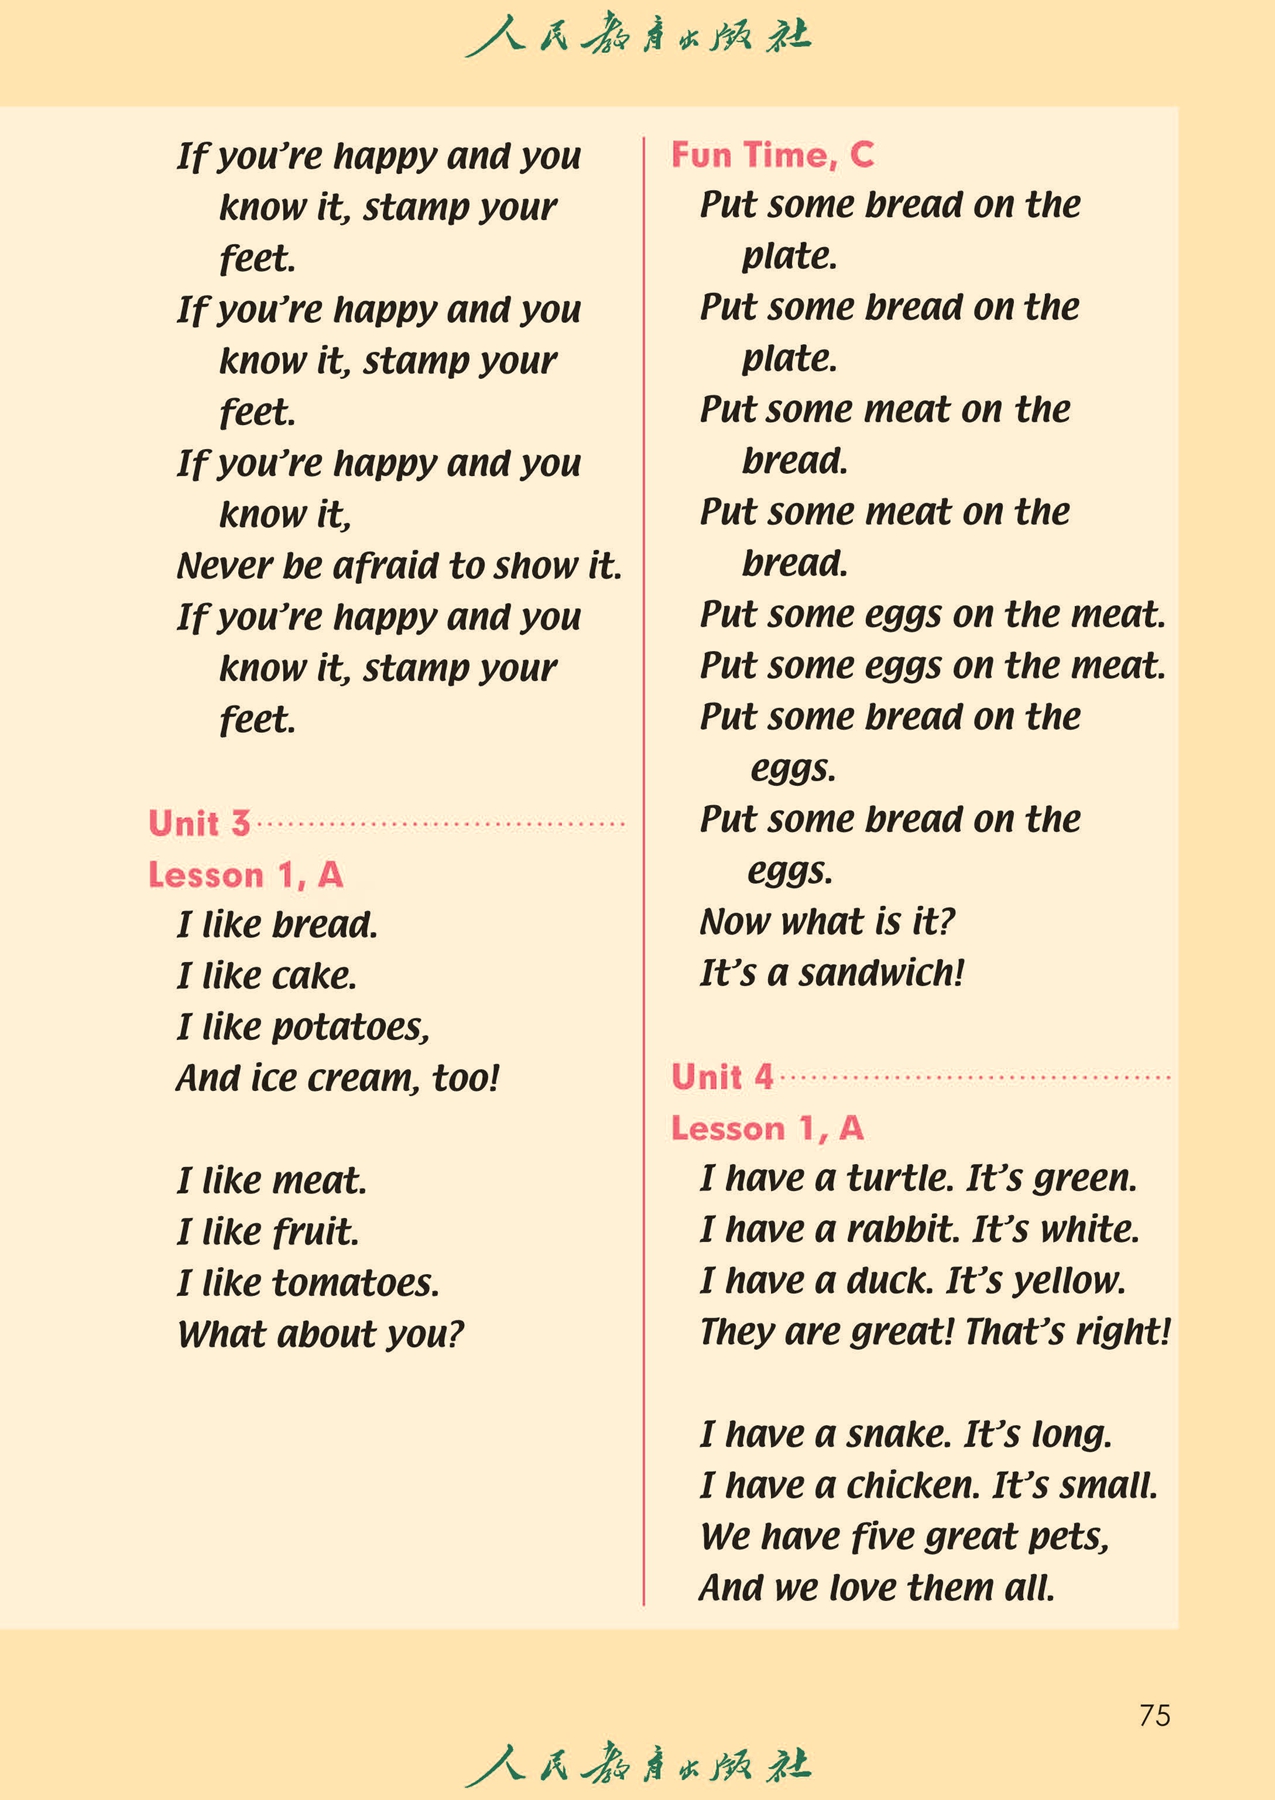 人民教育出版社
If you're happy and you
know it, stamp your
feet.
If you're happy and you
know it, stamp your
feet.
If you're happy and you
know it,
Never be afraid to show it.
If you're happy and you
know it, stamp your
feet.
Unit 3
Lesson 1, A
I like bread.
I like cake.
I like potatoes,
And ice cream, too!
I like meat.
I like fruit.
I like tomatoes.
What about you?
Fun Time, C
Put some bread on the
plate.
Put some bread on the
plate.
Put some meat on the
bread.
Put some meat on the
bread.
Put some eggs on the meat.
Put some eggs on the meat.
Put some bread on the
eggs.
Put some bread on the
eggs.
Now what is it?
It's a sandwich!
Unit 4
Lesson 1, A
I have a turtle. It's green.
I have a rabbit. It's white.
I have a duck. It's yellow.
They are great! That's right!
I have a snake. It's long.
I have a chicken. It's small.
We have five great pets,
And we love them all.
75
人民教育出版社